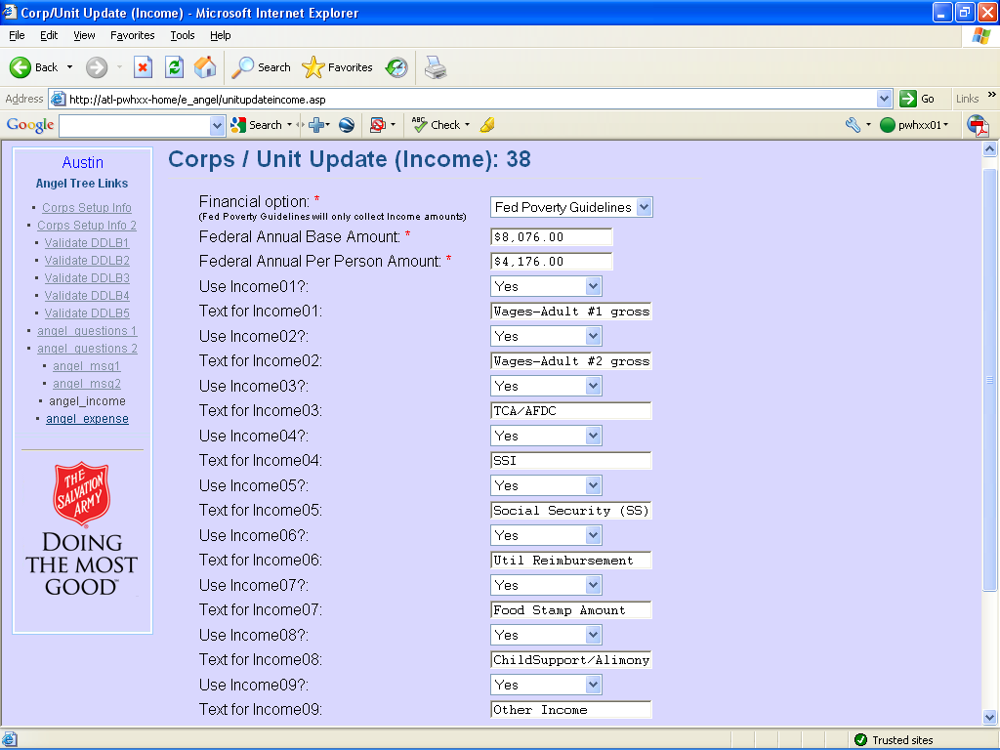 Corp/Unit Update (Income) - Microsoft Internet Explorer
File Edit View Favorites Tools Help
Back Search Favorites
Address http://atl-pwhxx-home/e_angel/unitupdateincome.asp Go Links »
Google Search ABC Check pwhxx01
Austin
Angel Tree Links
Corps Setup Info
Corps Setup Info 2
Validate DDLB1
Validate DDLB2
Validate DDLB3
Validate DDLB4
Validate DDLB5
angel_questions 1
angel_questions 2
angel_msg1
angel_msg2
angel_income
angel_expense
THE
SALVATION
ARMY
DOING
THE MOST
GOOD™
Corps / Unit Update (Income): 38
Financial option: * Fed Poverty Guidelines
(Fed Poverty Guidelines will only collect Income amounts)
Federal Annual Base Amount: * $8,076.00
Federal Annual Per Person Amount: * $4,176.00
Use Income01?: Yes
Text for Income01: Wages-Adult #1 gross
Use Income02?: Yes
Text for Income02: Wages-Adult #2 gross
Use Income03?: Yes
Text for Income03: TCA/AFDC
Use Income04?: Yes
Text for Income04: SSI
Use Income05?: Yes
Text for Income05: Social Security (SS)
Use Income06?: Yes
Text for Income06: Util Reimbursement
Use Income07?: Yes
Text for Income07: Food Stamp Amount
Use Income08?: Yes
Text for Income08: ChildSupport/Alimony
Use Income09?: Yes
Text for Income09: Other Income
Trusted sites